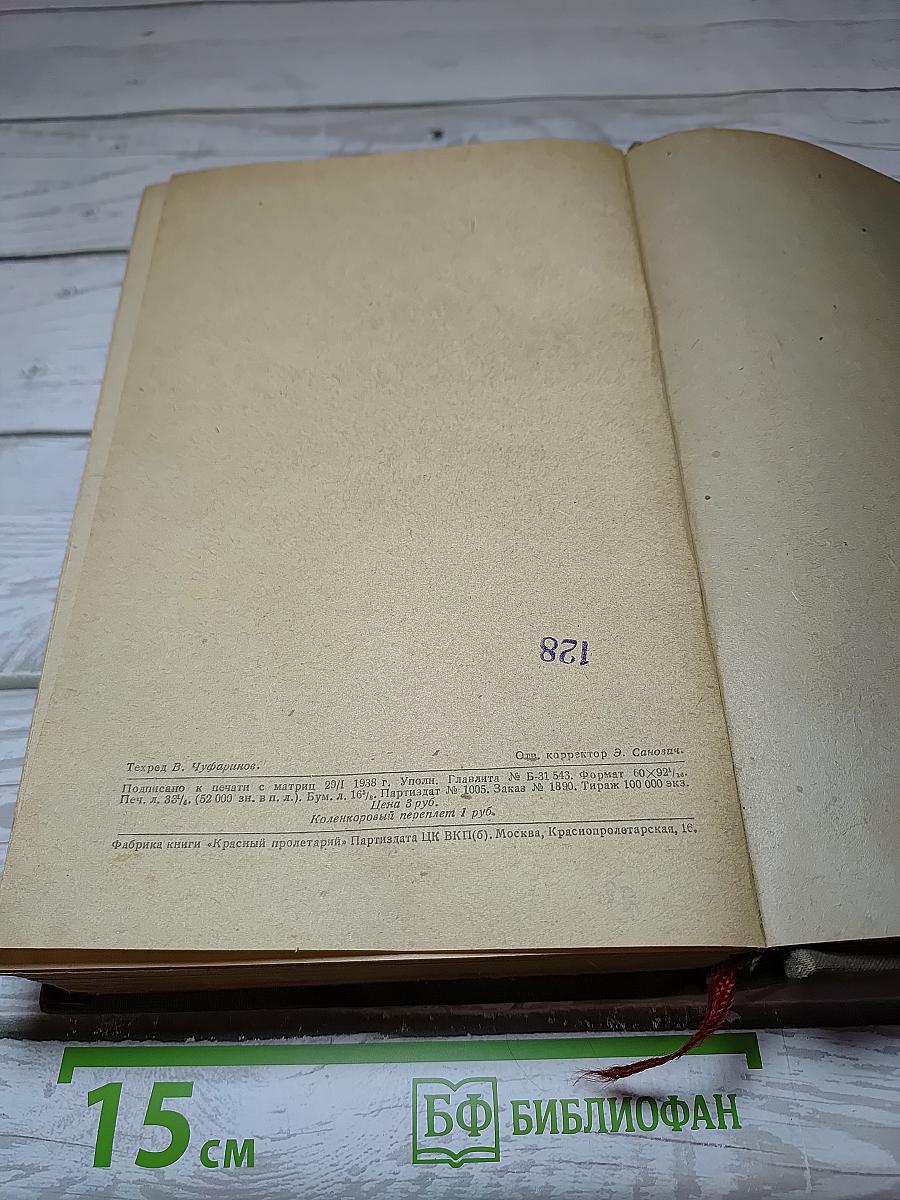 128
Техред В. Чуфаринов. Отв. корректор Э. Санович.
Подписано к печати с матриц 29/I 1938 г. Уполн. Главлита № Б-31 543. Формат 60×92¹/₁₆.
Печ. л. 33¹/₄. (52 000 зн. в п. л.). Бум. л. 16⁵/₈. Партиздат № 1005. Заказ № 1890. Тираж 100 000 экз.
Цена 3 руб.
Коленкоровый переплет 1 руб.
Фабрика книги «Красный пролетарий» Партиздата ЦК ВКП(б). Москва, Краснопролетарская, 16.
15 см
БФ БИБЛИОФАН